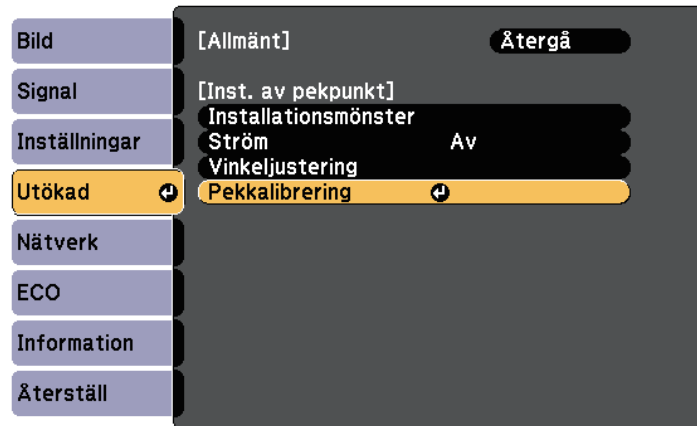 Bild
Signal
Inställningar
Utökad
Nätverk
ECO
Information
Återställ
[Allmänt] Återgå
[Inst. av pekpunkt]
Installationsmönster
Ström Av
Vinkeljustering
Pekkalibrering